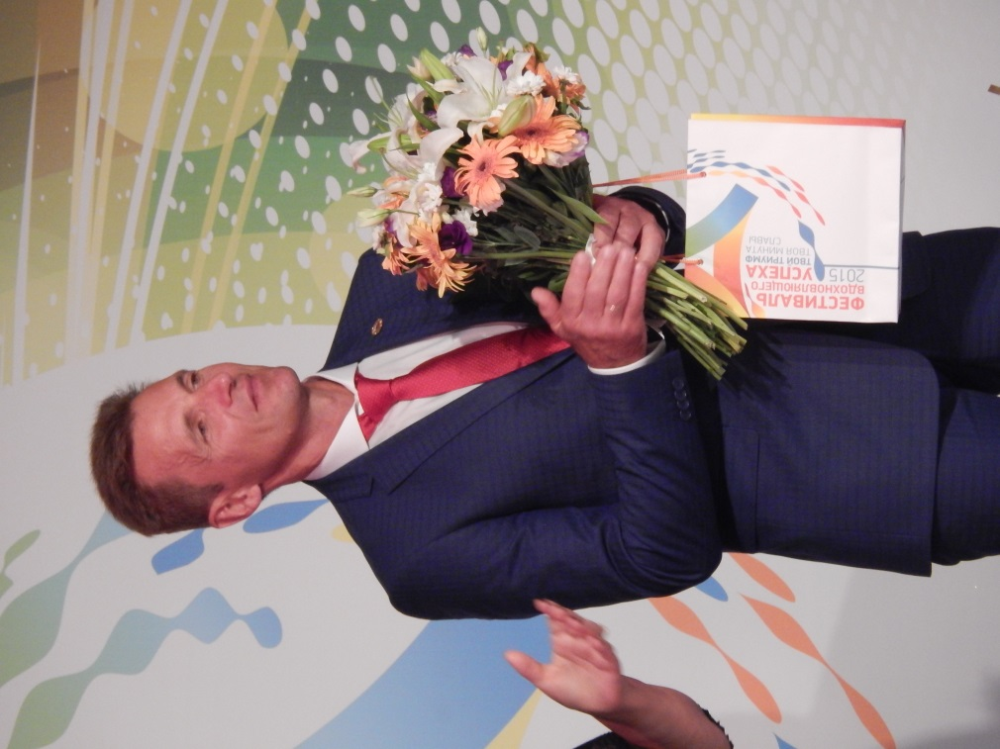 ФЕСТИВАЛЬ
ВДОХНОВЛЯЮЩЕГО
УСПЕХА
2015
ТВОЙ ТРИУМФ
ТВОЯ МИНУТА
СЛАВЫ